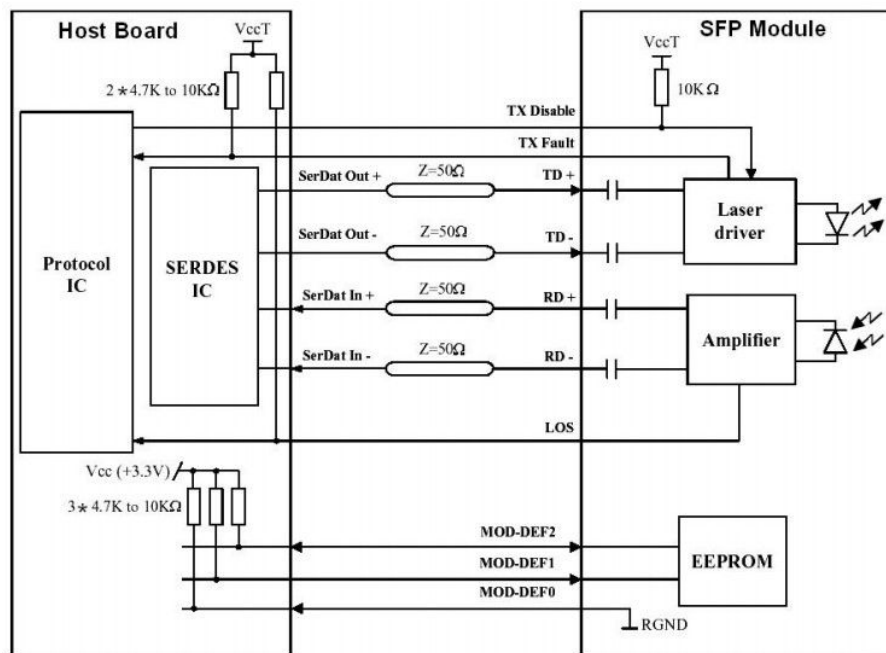 Host Board
SFP Module
VccT
VccT
2*4.7K to 10KΩ
10KΩ
TX Disable
TX Fault
SerDat Out +
Z=50Ω
TD +
SerDat Out -
Z=50Ω
TD -
Laser
driver
Protocol
IC
SERDES
IC
SerDat In +
Z=50Ω
RD +
SerDat In -
Z=50Ω
RD -
Amplifier
LOS
Vcc (+3.3V)
3*4.7K to 10KΩ
MOD-DEF2
MOD-DEF1
MOD-DEF0
EEPROM
RGND